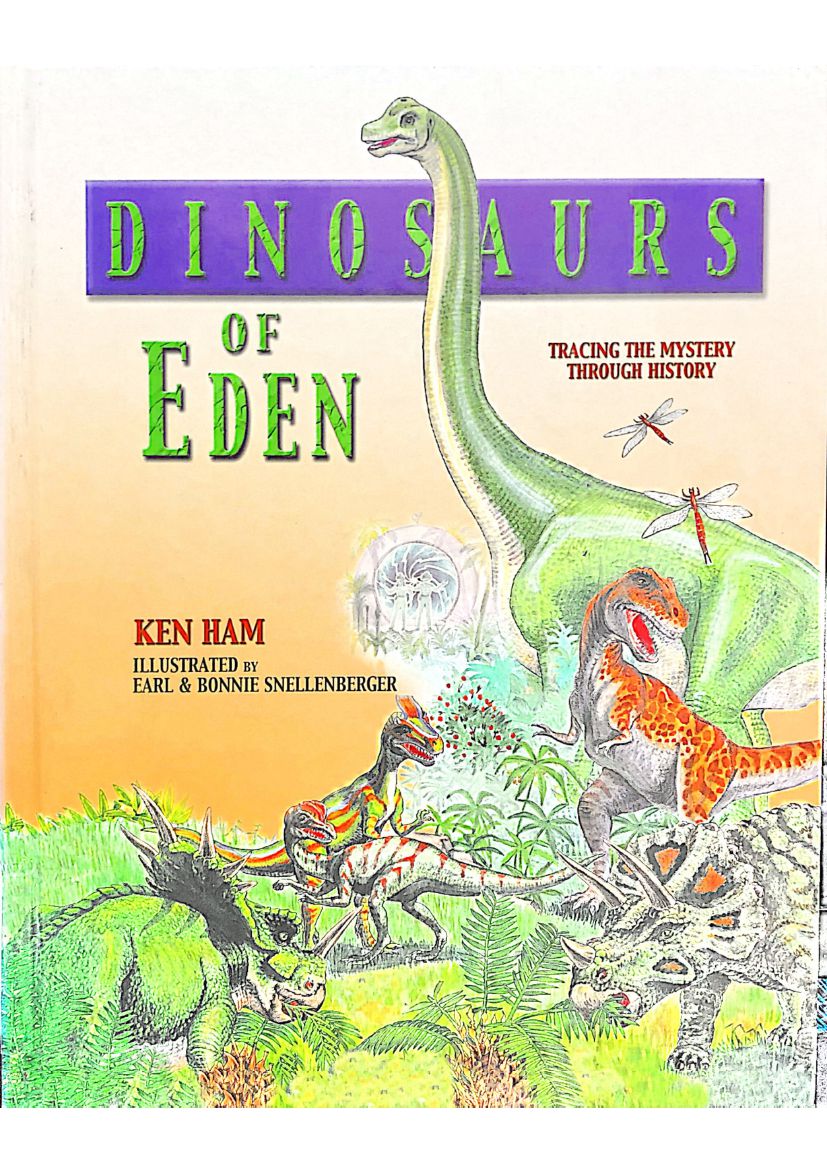 DINOSAURS
OF
EDEN
TRACING THE MYSTERY
THROUGH HISTORY
KEN HAM
ILLUSTRATED BY
EARL & BONNIE SNELLENBERGER